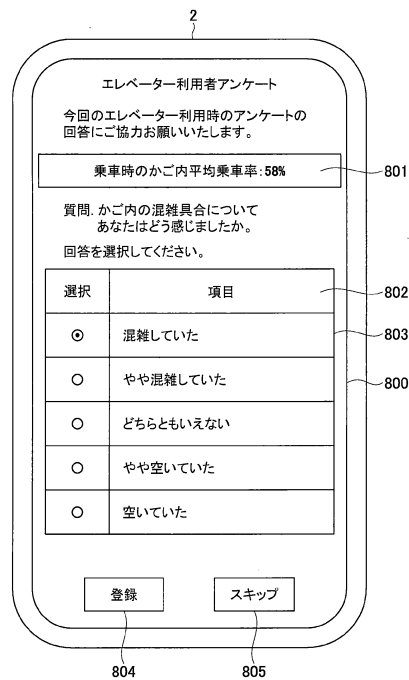 2
エレベーター利用者アンケート
今回のエレベーター利用時のアンケートの
回答にご協力お願いいたします。
乗車時のかご内平均乗車率:58%
801
質問. かご内の混雑具合について
あなたはどう感じましたか。
回答を選択してください。
選択 項目
802
混雑していた
803
やや混雑していた
800
どちらともいえない
やや空いていた
空いていた
登録 スキップ
804 805